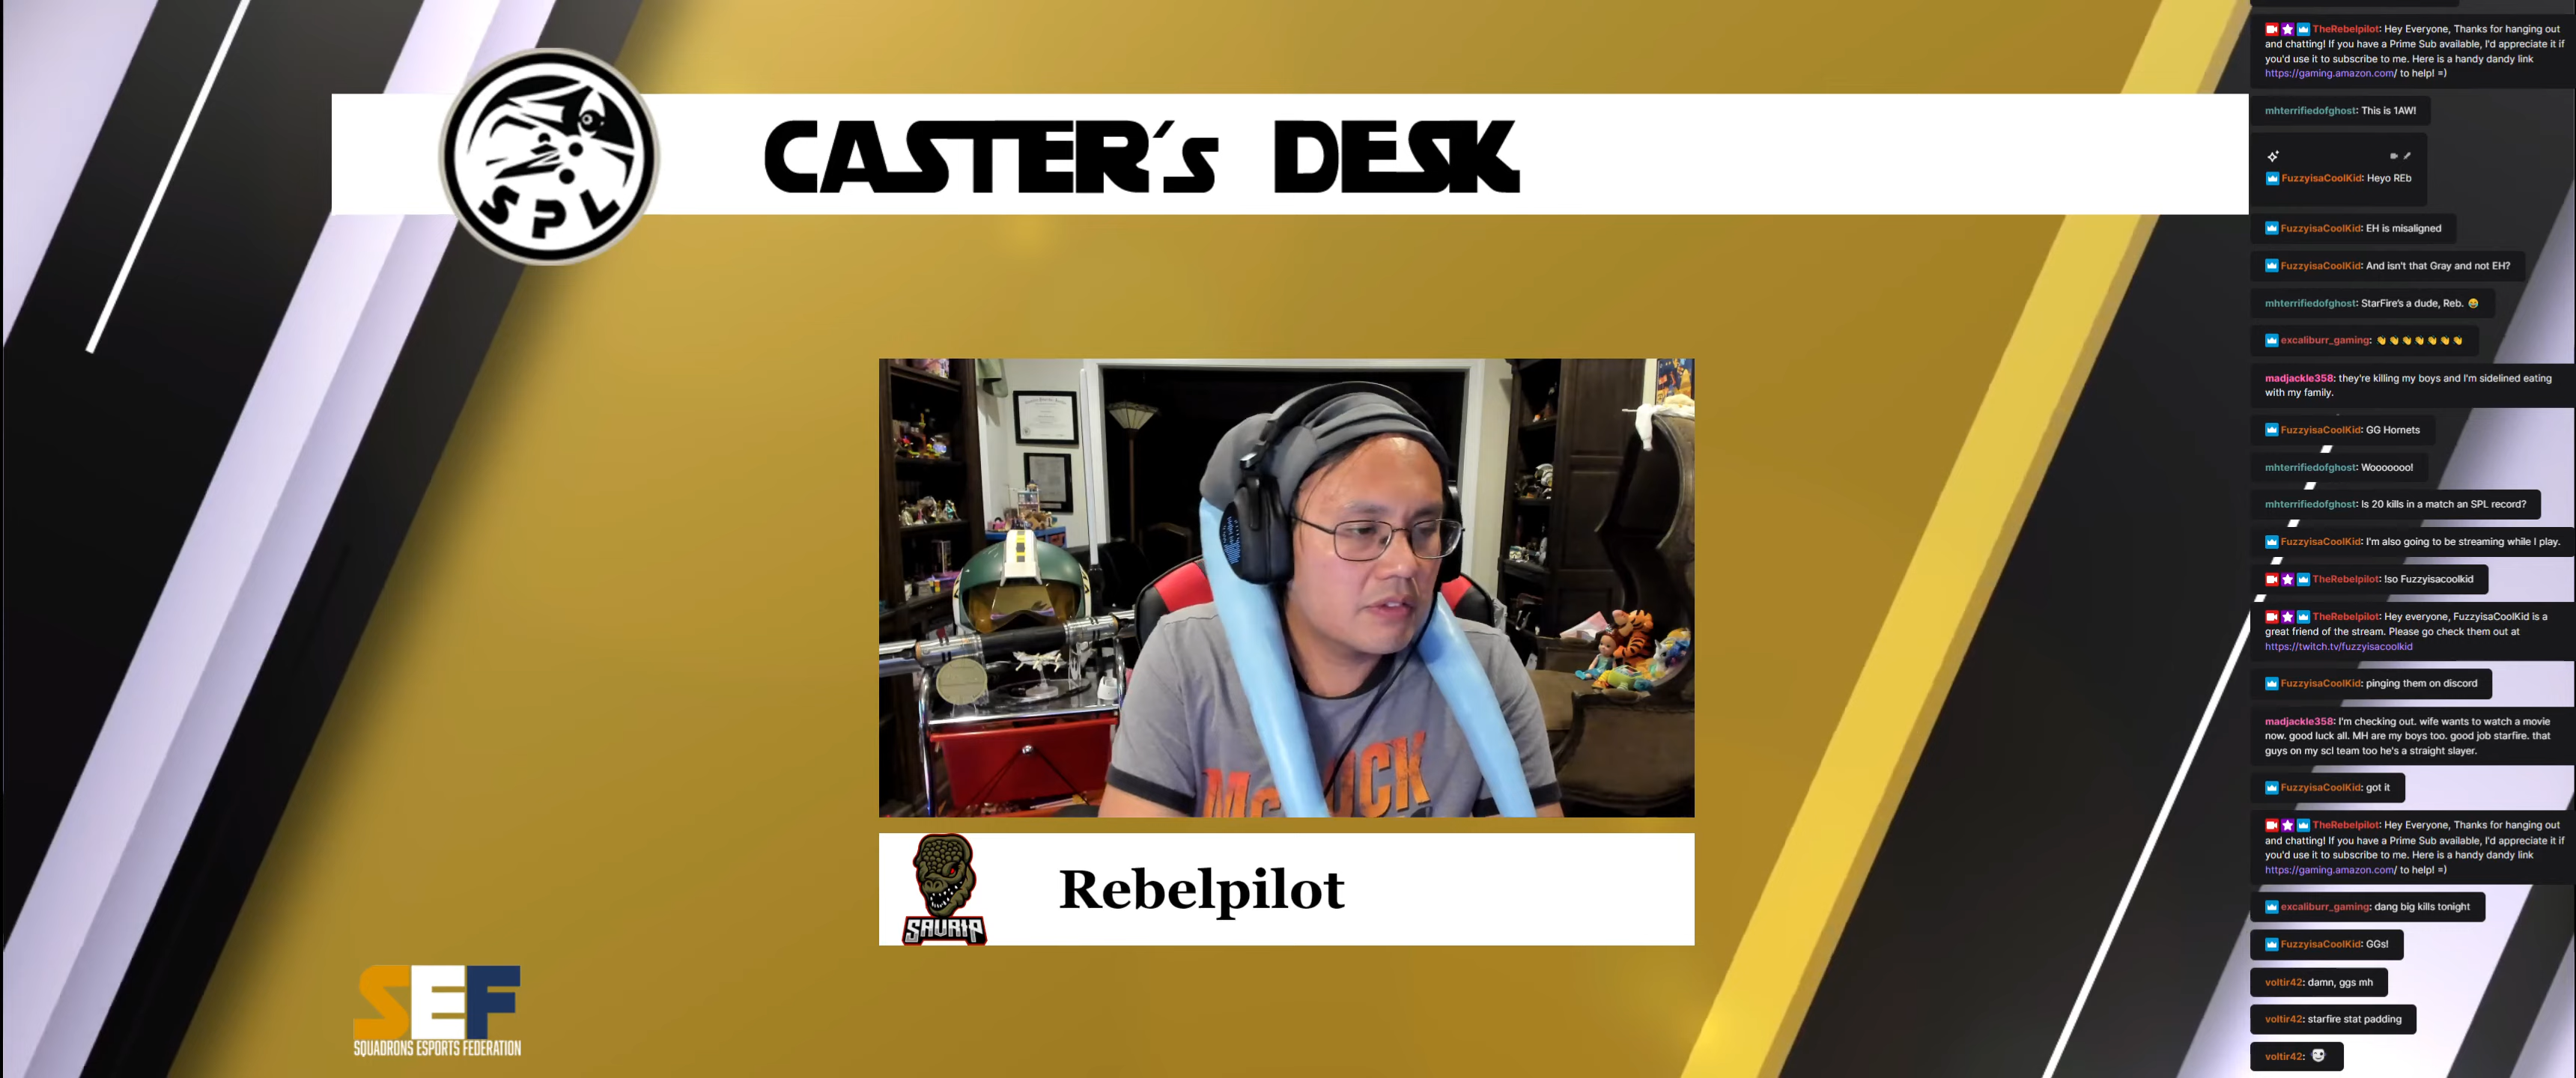 SPL
CASTER's DESK
Rebelpilot
SAURIP
SEF
SQUADRONS ESPORTS FEDERATION
TheRebelpilot: Hey Everyone, Thanks for hanging out
and chatting! If you have a Prime Sub available, I'd appreciate it if
you'd use it to subscribe to me. Here is a handy dandy link
https://gaming.amazon.com/ to help! =)
mhterrifiedofghost: This is 1AW!
FuzzyisaCoolKid: Heyo REb
FuzzyisaCoolKid: EH is misaligned
FuzzyisaCoolKid: And isn't that Gray and not EH?
mhterrifiedofghost: StarFire's a dude, Reb. 😂
excaliburr_gaming: 👏 👏 👏 👏 👏 👏 👏
madjackle358: they're killing my boys and I'm sidelined eating
with my family.
FuzzyisaCoolKid: GG Hornets
mhterrifiedofghost: Wooooooo!
mhterrifiedofghost: Is 20 kills in a match an SPL record?
FuzzyisaCoolKid: I'm also going to be streaming while I play.
TheRebelpilot: !so Fuzzyisacoolkid
TheRebelpilot: Hey everyone, FuzzyisaCoolKid is a
great friend of the stream. Please go check them out at
https://twitch.tv/fuzzyisacoolkid
FuzzyisaCoolKid: pinging them on discord
madjackle358: I'm checking out. wife wants to watch a movie
now. good luck all. MH are my boys too. good job starfire. that
guys on my scl team too he's a straight slayer.
FuzzyisaCoolKid: got it
TheRebelpilot: Hey Everyone, Thanks for hanging out
and chatting! If you have a Prime Sub available, I'd appreciate it if
you'd use it to subscribe to me. Here is a handy dandy link
https://gaming.amazon.com/ to help! =)
excaliburr_gaming: dang big kills tonight
FuzzyisaCoolKid: GGs!
voltir42: damn, ggs mh
voltir42: starfire stat padding
voltir42: